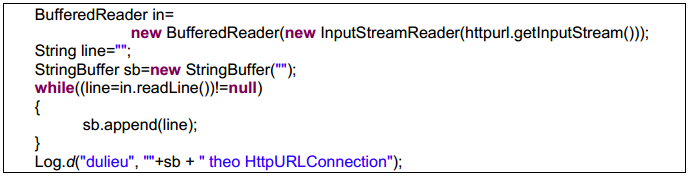 BufferedReader in=
new BufferedReader(new InputStreamReader(httpurl.getInputStream()));
String line="";
StringBuffer sb=new StringBuffer("");
while((line=in.readLine())!=null)
{
sb.append(line);
}
Log.d("dulieu", ""+sb + " theo HttpURLConnection");